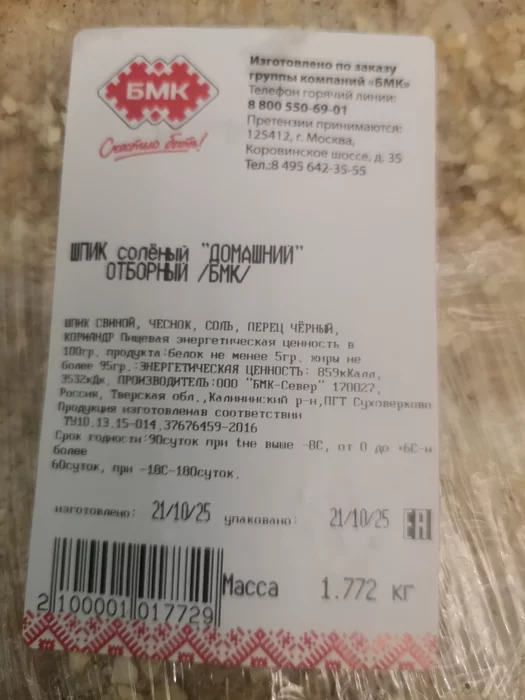 БМК
Счастливо быть!
Изготовлено по заказу
группы компаний «БМК»
Телефон горячий линии:
8 800 550-69-01
Претензии принимаются:
125412, г. Москва,
Коровинское шоссе, д. 35
Тел.:8 495 642-35-55
ШПИК солёный "ДОМАШНИЙ"
ОТБОРНЫЙ /БМК/
ШПИК СВИНОЙ, ЧЕСНОК, СОЛЬ, ПЕРЕЦ ЧЁРНЫЙ,
КОРИАНДР Пищевая энергетическая ценность в
100гр. продукта:белок не менее 5гр. жиры не
более 95гр.:ЭНЕРГЕТИЧЕСКАЯ ЦЕННОСТЬ: 859кКалл,
3532кДж, ПРОИЗВОДИТЕЛЬ:ООО "БМК-Север" 170027,
Россия, Тверская обл.,Калининский р-н,ПГТ Суховерково
Продукция изготовленав соответствии
ТУ10.13.15-014.37676459-2016
Срок годности:90суток при tне выше -8С, от 0 до +6С-н
более
60суток, при -18С-180суток.
изготовлено: 21/10/25 упаковано: 21/10/25 ЕАС
Масса 1.772 кг
2 100001 017729